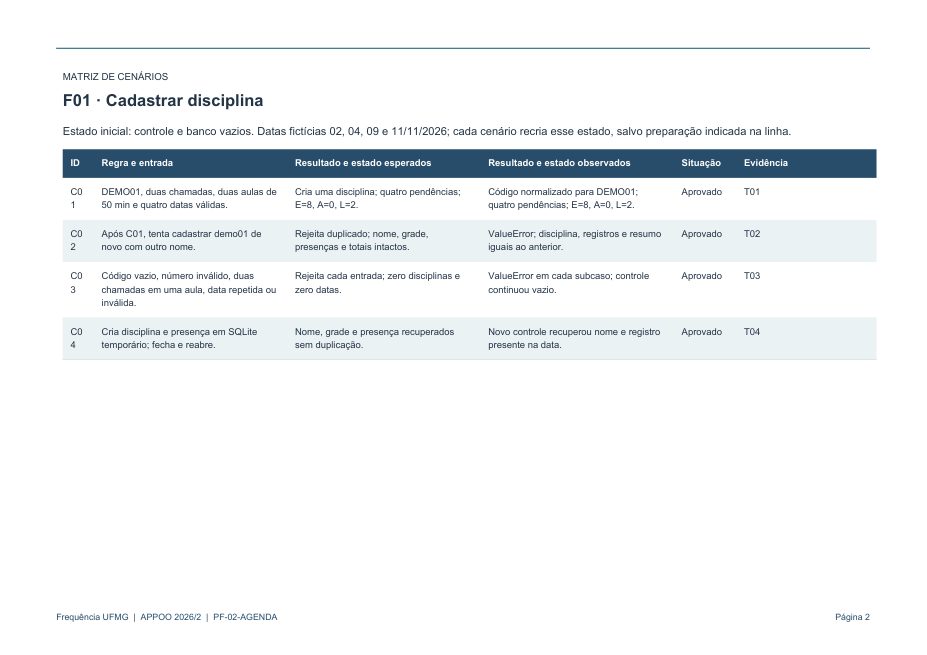 MATRIZ DE CENÁRIOS
F01 · Cadastrar disciplina
Estado inicial: controle e banco vazios. Datas fictícias 02, 04, 09 e 11/11/2026; cada cenário recria esse estado, salvo preparação indicada na linha.
ID Regra e entrada Resultado e estado esperados Resultado e estado observados Situação Evidência
C0 DEMO01, duas chamadas, duas aulas de Cria uma disciplina; quatro pendências; Código normalizado para DEMO01; Aprovado T01
1 50 min e quatro datas válidas. E=8, A=0, L=2. quatro pendências; E=8, A=0, L=2.
C0 Após C01, tenta cadastrar demo01 de Rejeita duplicado; nome, grade, ValueError; disciplina, registros e resumo Aprovado T02
2 novo com outro nome. presenças e totais intactos. iguais ao anterior.
C0 Código vazio, número inválido, duas Rejeita cada entrada; zero disciplinas e ValueError em cada subcaso; controle Aprovado T03
3 chamadas em uma aula, data repetida ou zero datas. continuou vazio.
inválida.
C0 Cria disciplina e presença em SQLite Nome, grade e presença recuperados Novo controle recuperou nome e registro Aprovado T04
4 temporário; fecha e reabre. sem duplicação. presente na data.
Frequência UFMG | APPOO 2026/2 | PF-02-AGENDA Página 2